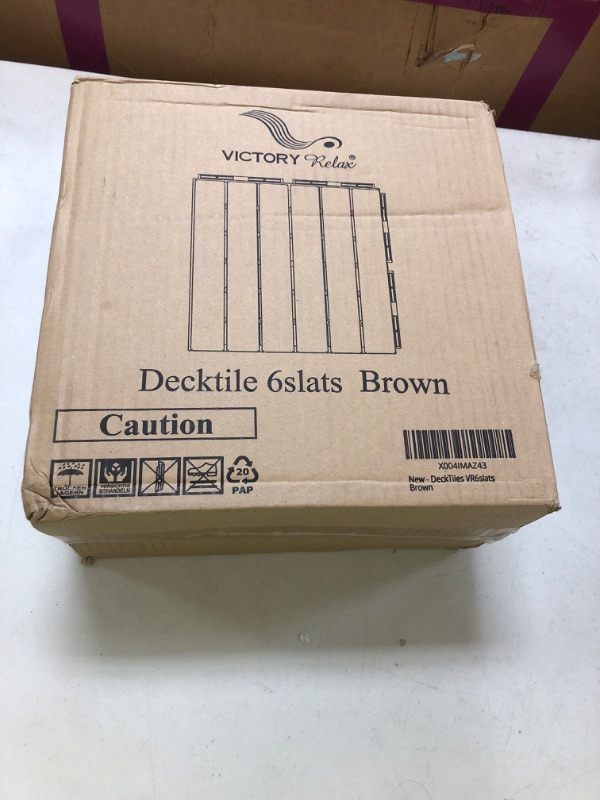 VICTORY Relax®
Decktile 6slats Brown
Caution
TROCKEN LAGERN
VORSICHTIG BEHANDELN
20
PAP
X004IMAZ43
New - DeckTiles VR6slats
Brown